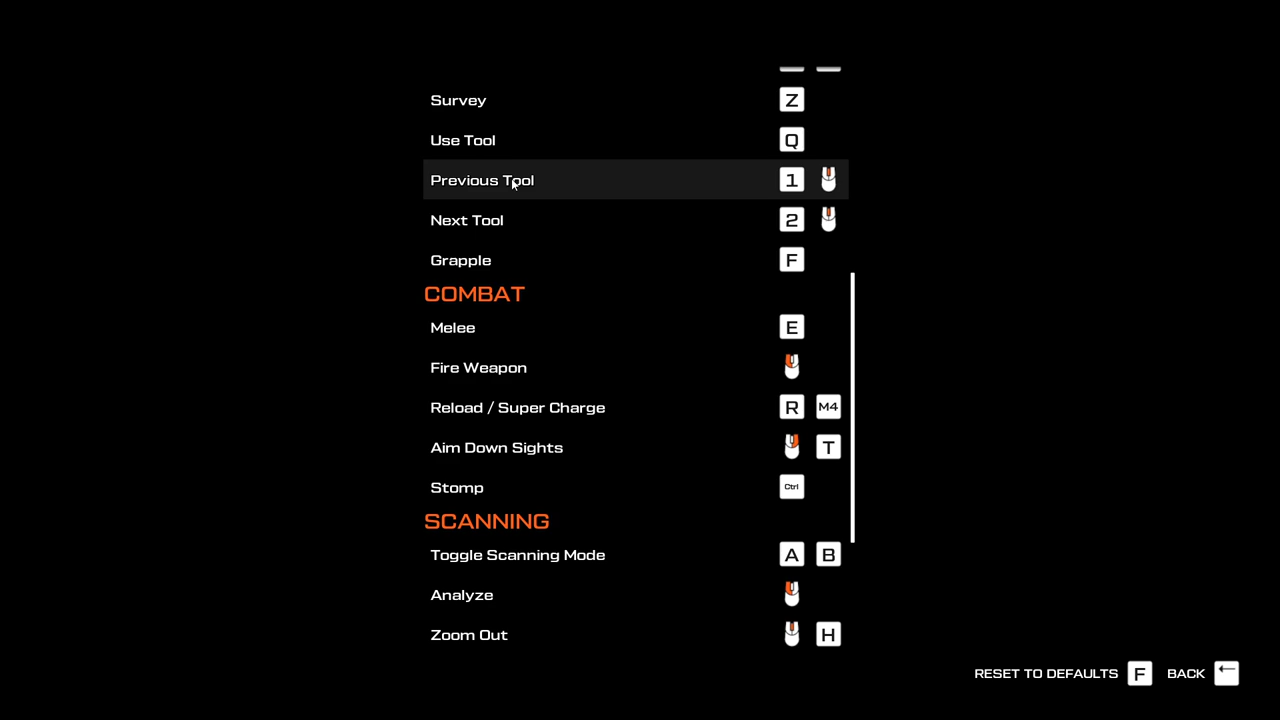 Survey Z
Use Tool Q
Previous Tool 1
Next Tool 2
Grapple F
COMBAT
Melee E
Fire Weapon
Reload / Super Charge R M4
Aim Down Sights T
Stomp Ctrl
SCANNING
Toggle Scanning Mode A B
Analyze
Zoom Out H
RESET TO DEFAULTS F BACK